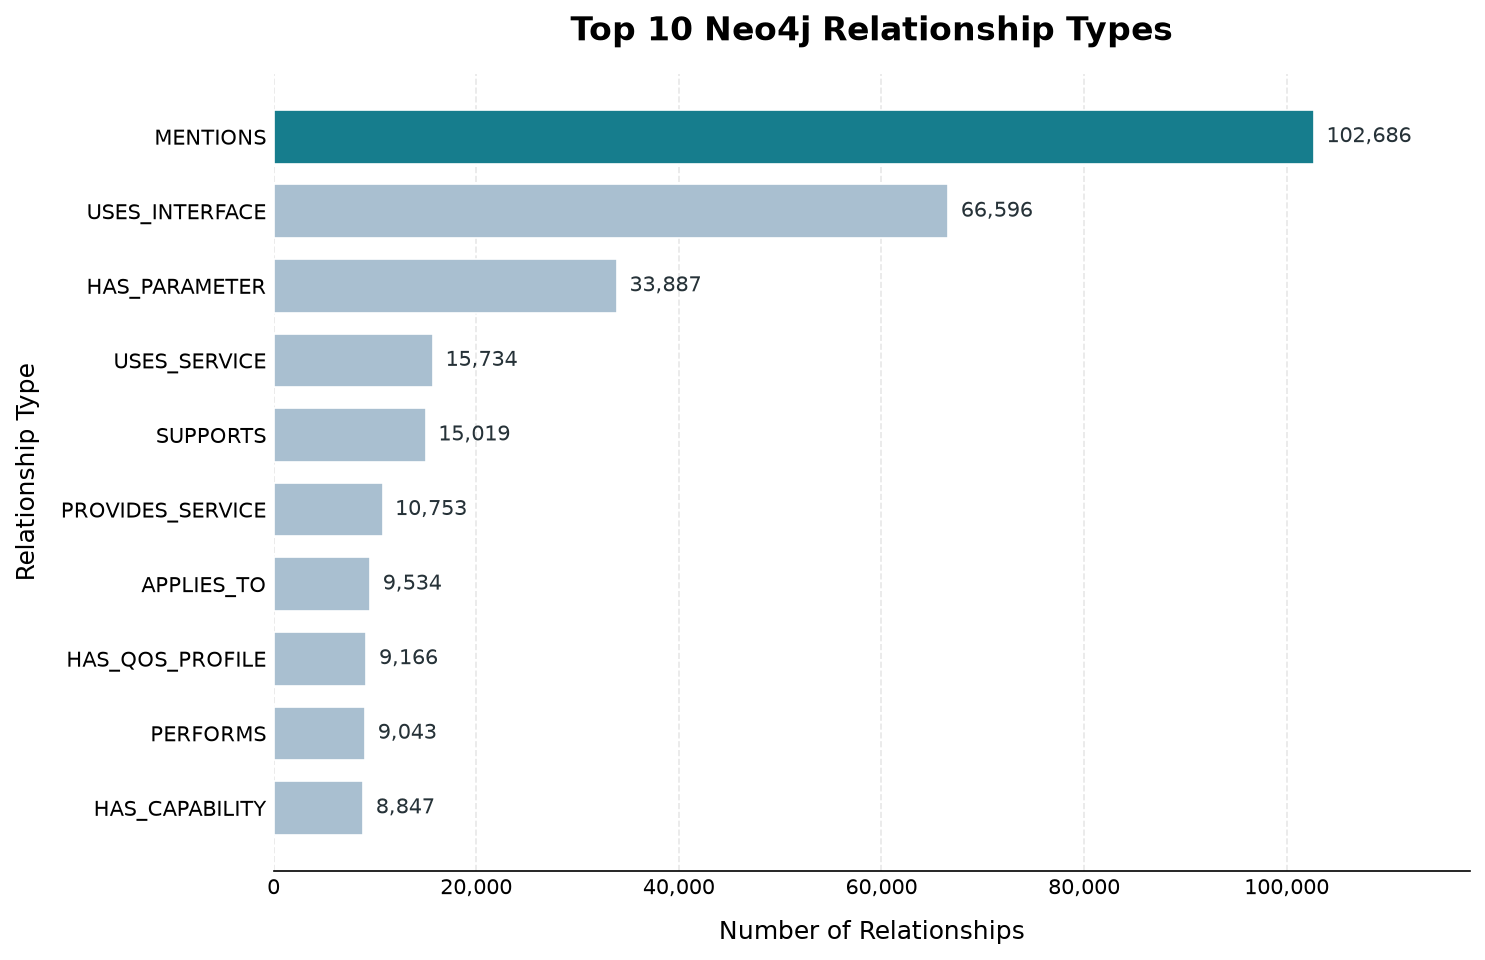 Top 10 Neo4j Relationship Types
Relationship Type
MENTIONS 102,686
USES_INTERFACE 66,596
HAS_PARAMETER 33,887
USES_SERVICE 15,734
SUPPORTS 15,019
PROVIDES_SERVICE 10,753
APPLIES_TO 9,534
HAS_QOS_PROFILE 9,166
PERFORMS 9,043
HAS_CAPABILITY 8,847
0 20,000 40,000 60,000 80,000 100,000
Number of Relationships